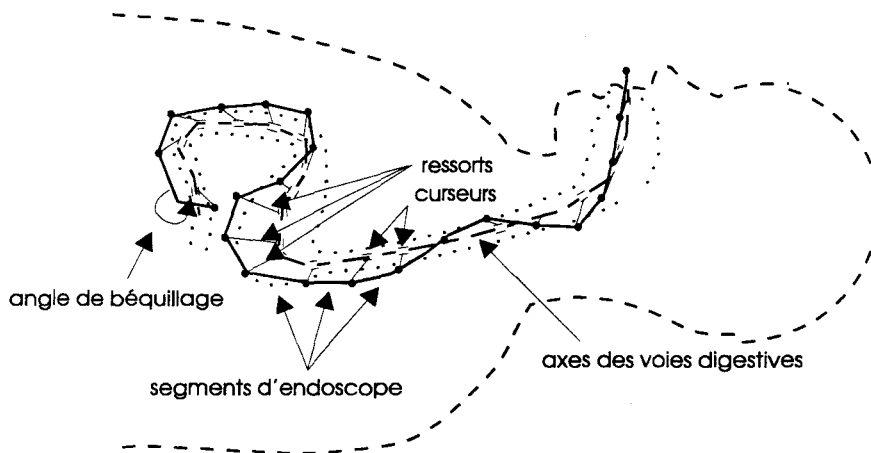 ressorts
curseurs
angle de béquillage
axes des voies digestives
segments d'endoscope